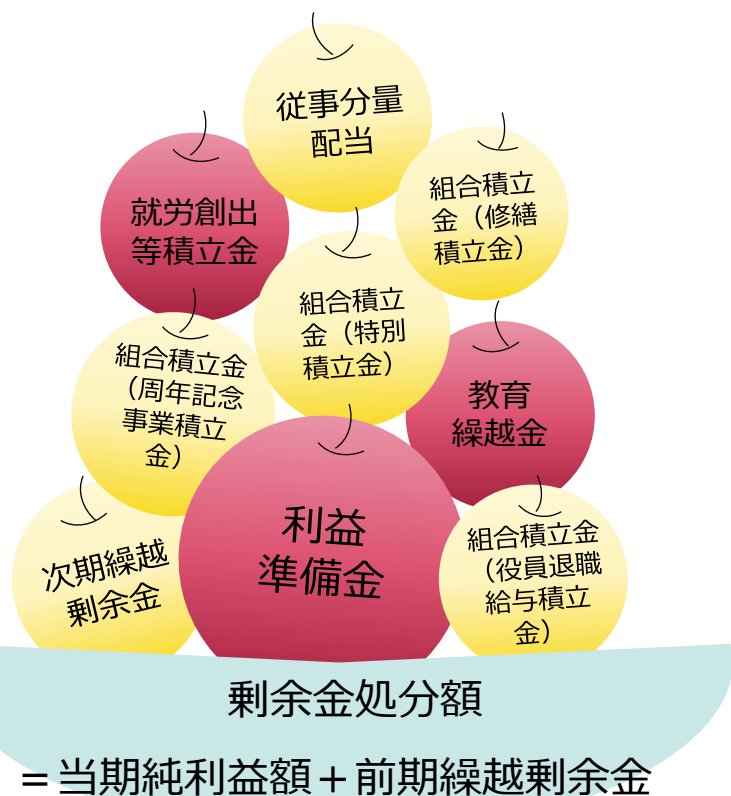 従事分量
配当
就労創出
等積立金
組合積立
金（修繕
積立金）
組合積立
金（特別
積立金）
組合積立金
（周年記念
事業積立
金）
教育
繰越金
次期繰越
剰余金
利益
準備金
組合積立金
（役員退職
給与積立
金）
剰余金処分額
＝当期純利益額＋前期繰越剰余金